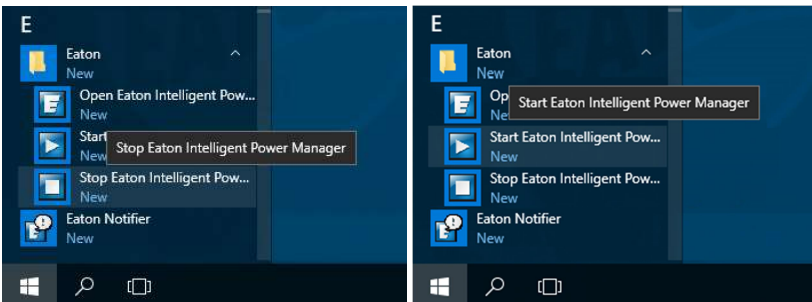 E
Eaton
New
Open Eaton Intelligent Pow...
New
Start
New
Stop Eaton Intelligent Power Manager
Stop Eaton Intelligent Pow...
New
Eaton Notifier
New
E
Eaton
New
Op
Ne
Start Eaton Intelligent Power Manager
Start Eaton Intelligent Pow...
New
Stop Eaton Intelligent Pow...
New
Eaton Notifier
New